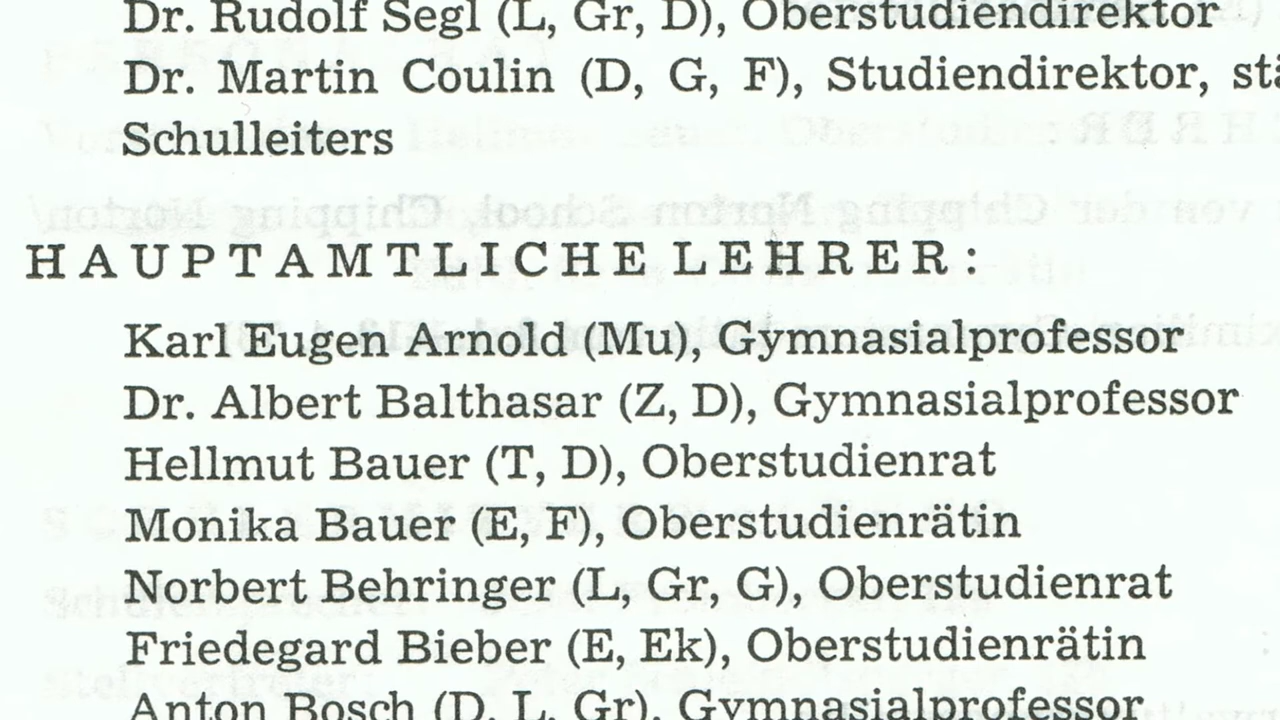 Dr. Rudolf Segl (L, Gr, D), Oberstudiendirektor
Dr. Martin Coulin (D, G, F), Studiendirektor, stä
Schulleiters
HAUPTAMTLICHE LEHRER:
Karl Eugen Arnold (Mu), Gymnasialprofessor
Dr. Albert Balthasar (Z, D), Gymnasialprofessor
Hellmut Bauer (T, D), Oberstudienrat
Monika Bauer (E, F), Oberstudienrätin
Norbert Behringer (L, Gr, G), Oberstudienrat
Friedegard Bieber (E, Ek), Oberstudienrätin
Anton Bosch (D, L, Gr), Gymnasialprofessor